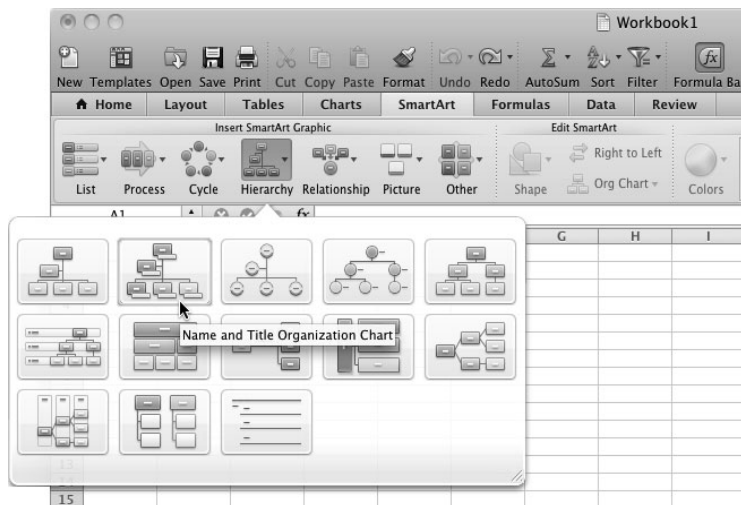 Workbook1
New Templates Open Save Print Cut Copy Paste Format Undo Redo AutoSum Sort Filter Formula Ba
Home Layout Tables Charts SmartArt Formulas Data Review
Insert SmartArt Graphic Edit SmartArt
Right to Left
Org Chart
List Process Cycle Hierarchy Relationship Picture Other Shape Colors
A1 fx
G H I
Name and Title Organization Chart
13
14
15